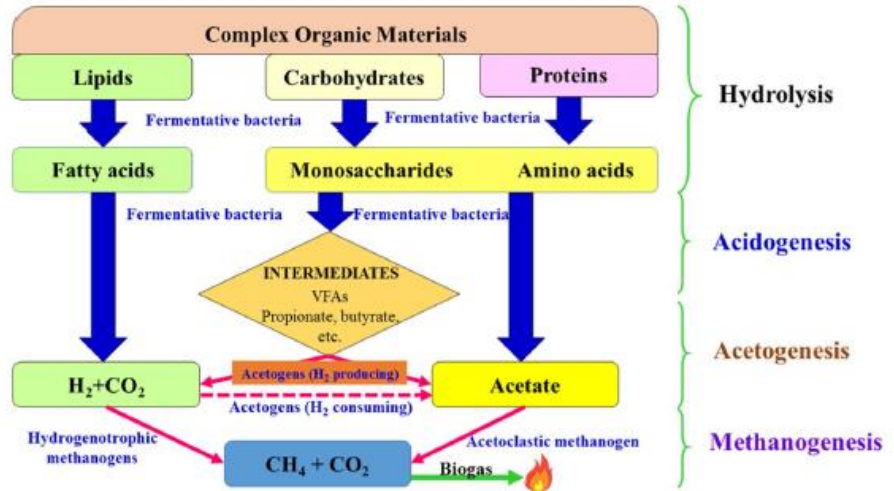 Complex Organic Materials
Lipids
Carbohydrates
Proteins
Hydrolysis
Fermentative bacteria
Fermentative bacteria
Fatty acids
Monosaccharides
Amino acids
Fermentative bacteria
Fermentative bacteria
Acidogenesis
INTERMEDIATES
VFAs
Propionate, butyrate,
etc.
Acetogenesis
Acetogens (H₂ producing)
H₂+CO₂
Acetate
Acetogens (H₂ consuming)
Hydrogenotrophic
methanogens
Acetoclastic methanogen
Methanogenesis
CH₄ + CO₂
Biogas